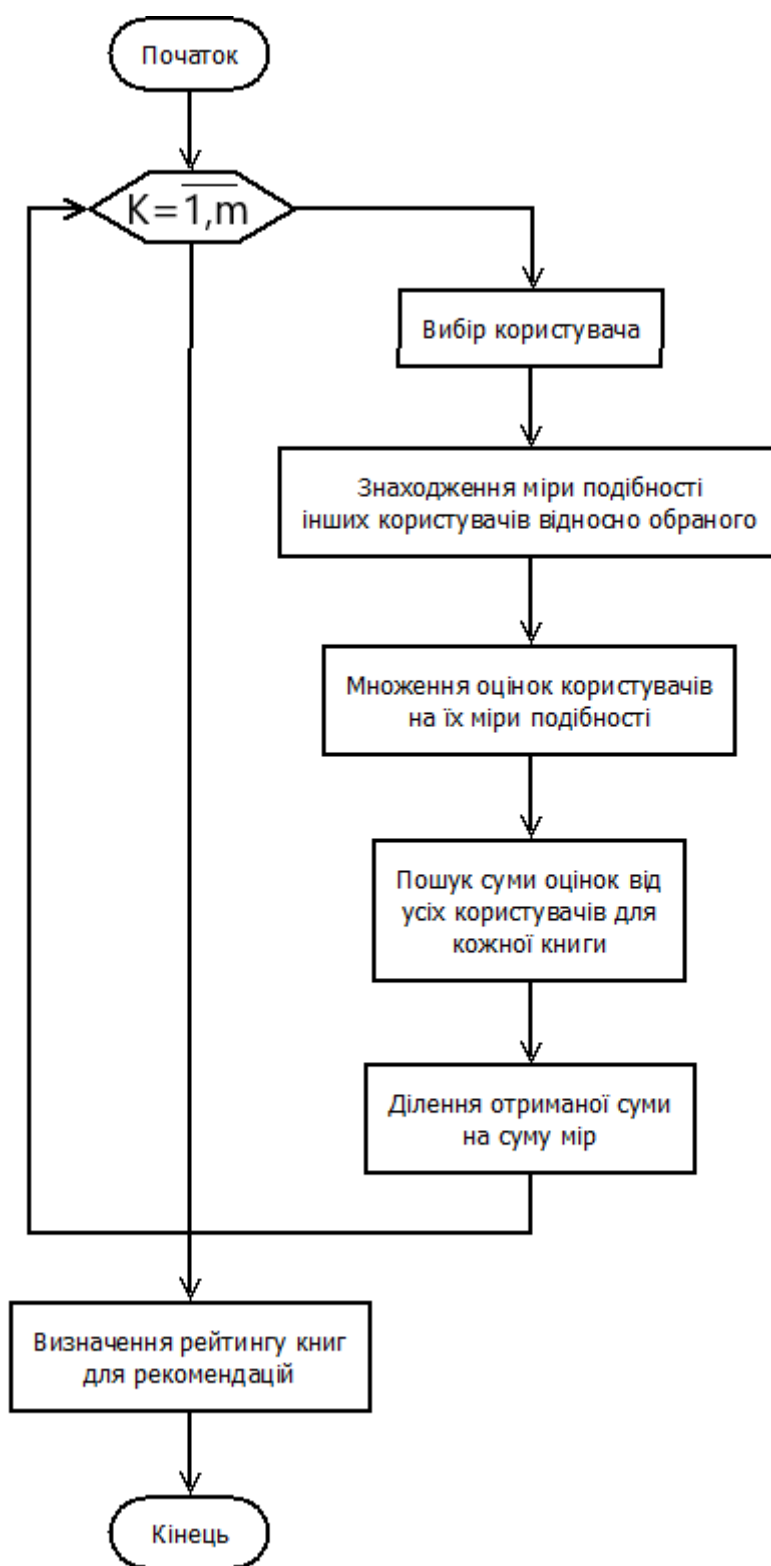 Початок
K=1,m
Вибір користувача
Знаходження міри подібності
інших користувачів відносно обраного
Множення оцінок користувачів
на їх міри подібності
Пошук суми оцінок від
усіх користувачів для
кожної книги
Ділення отриманої суми
на суму мір
Визначення рейтингу книг
для рекомендацій
Кінець